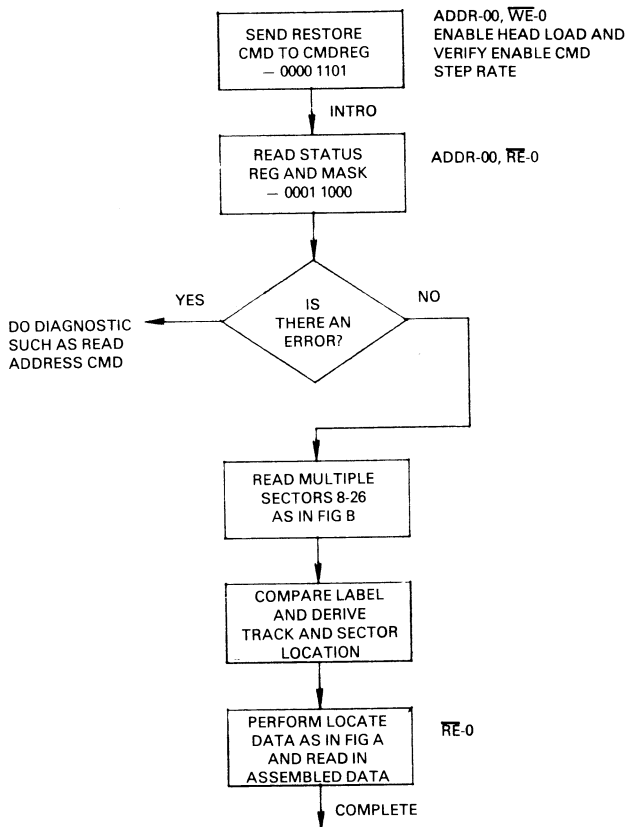 SEND RESTORE
CMD TO CMDREG
– 0000 1101
ADDR-00, W̅E̅-0
ENABLE HEAD LOAD AND
VERIFY ENABLE CMD
STEP RATE
INTRO
READ STATUS
REG AND MASK
– 0001 1000
ADDR-00, R̅E̅-0
IS
THERE AN
ERROR?
YES
NO
DO DIAGNOSTIC
SUCH AS READ
ADDRESS CMD
READ MULTIPLE
SECTORS 8-26
AS IN FIG B
COMPARE LABEL
AND DERIVE
TRACK AND SECTOR
LOCATION
PERFORM LOCATE
DATA AS IN FIG A
AND READ IN
ASSEMBLED DATA
R̅E̅-0
COMPLETE